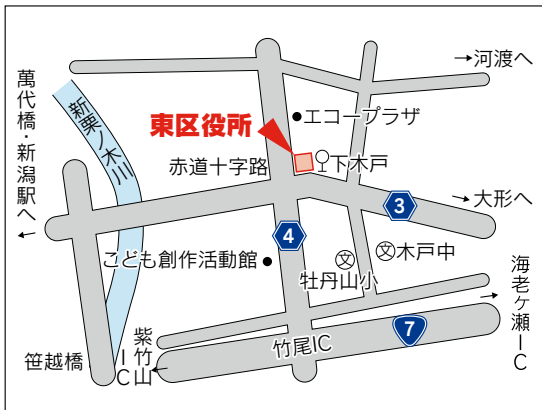 →河渡へ
萬代橋・新潟駅へ
←
新栗ノ木川
エコープラザ
東区役所
下木戸
赤道十字路
3
→大形へ
4
こども創作活動館
文
牡丹山小
文木戸中
海老ヶ瀬IC
→
7
竹尾IC
紫竹山IC
←
笹越橋